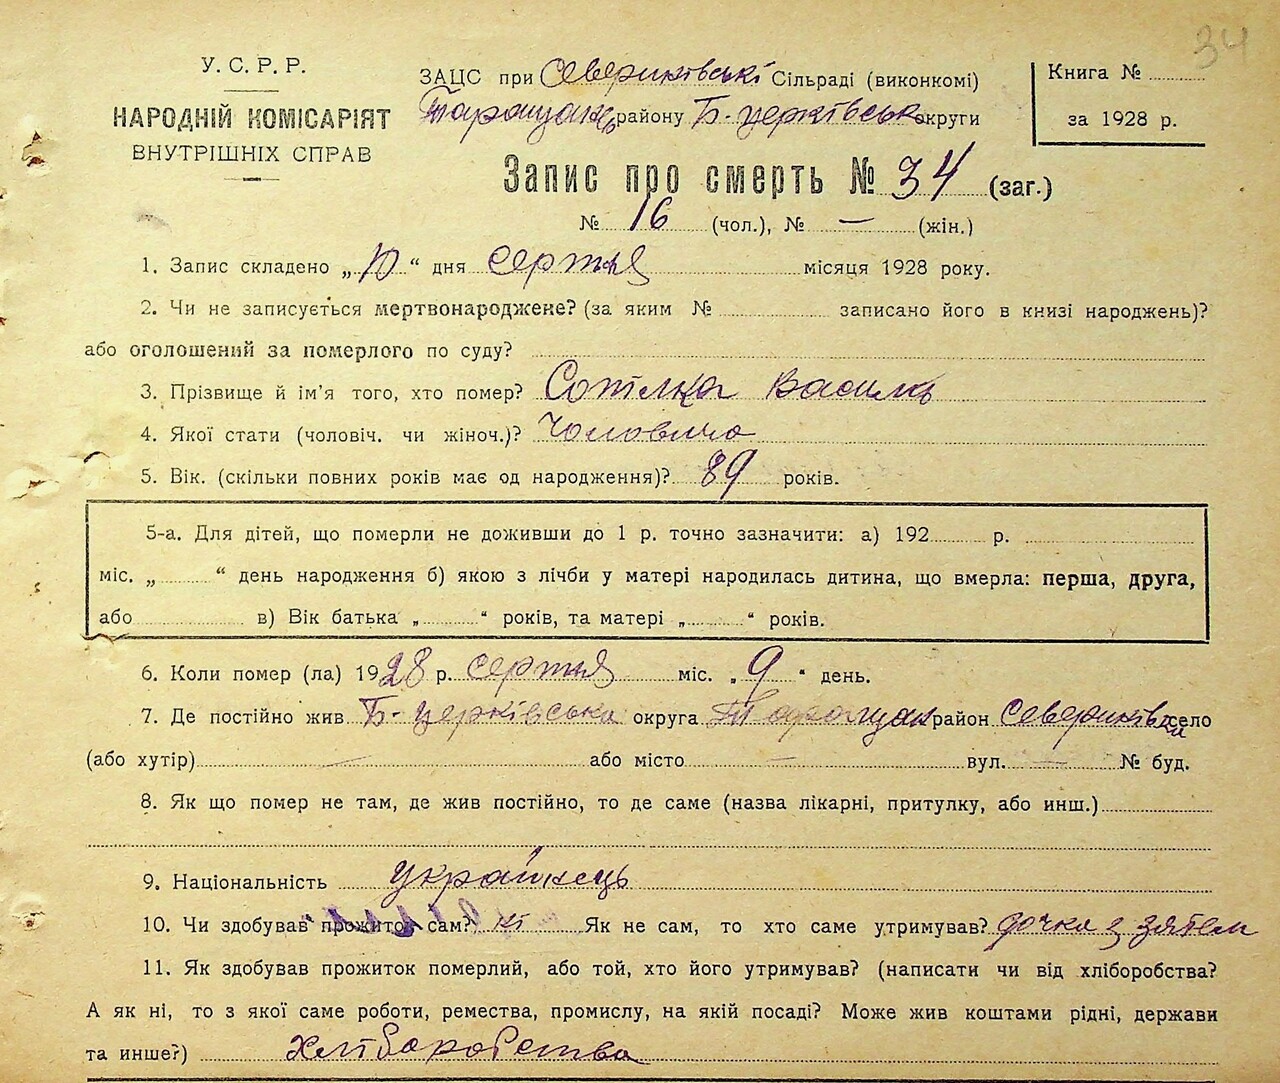 34
У. С. Р. Р.
НАРОДНІЙ КОМІСАРІЯТ
ВНУТРІШНІХ СПРАВ
ЗАЦС при Севериківські Сільраді (виконкомі)
Таращанськ району Б-церківськ округи
Книга №
за 1928 р.
Запис про смерть № 34 (заг.)
№ 16 (чол.), № — (жін.)
1. Запис складено „10“ дня серпня місяця 1928 року.
2. Чи не записується мертвонароджене? (за яким № записано його в книзі народжень)?
або оголошений за померлого по суду?
3. Прізвище й ім'я того, хто помер? Василь
4. Якої стати (чоловіч. чи жіноч.)? Чоловича
5. Вік. (скільки повних років має од народження)? 89 років.
5-а. Для дітей, що померли не доживши до 1 р. точно зазначити: а) 192 р.
міс. „ “ день народження б) якою з лічби у матері народилась дитина, що вмерла: перша, друга,
або в) Вік батька „ “ років, та матері „ “ років.
6. Коли помер (ла) 1928 р. серпня міс. „9“ день.
7. Де постійно жив Б-церківська округа Таращан район Севериківка село
(або хутір) — або місто — вул. — № буд.
8. Як що помер не там, де жив постійно, то де саме (назва лікарні, притулку, або инш.)
9. Національність українець
10. Чи здобував прожиток сам? ні Як не сам, то хто саме утримував? дочка з зятем
11. Як здобував прожиток померлий, або той, хто його утримував? (написати чи від хліборобства?
А як ні, то з якої саме роботи, ремества, промислу, на якій посаді? Може жив коштами рідні, держави
та инше?) Хліборобства